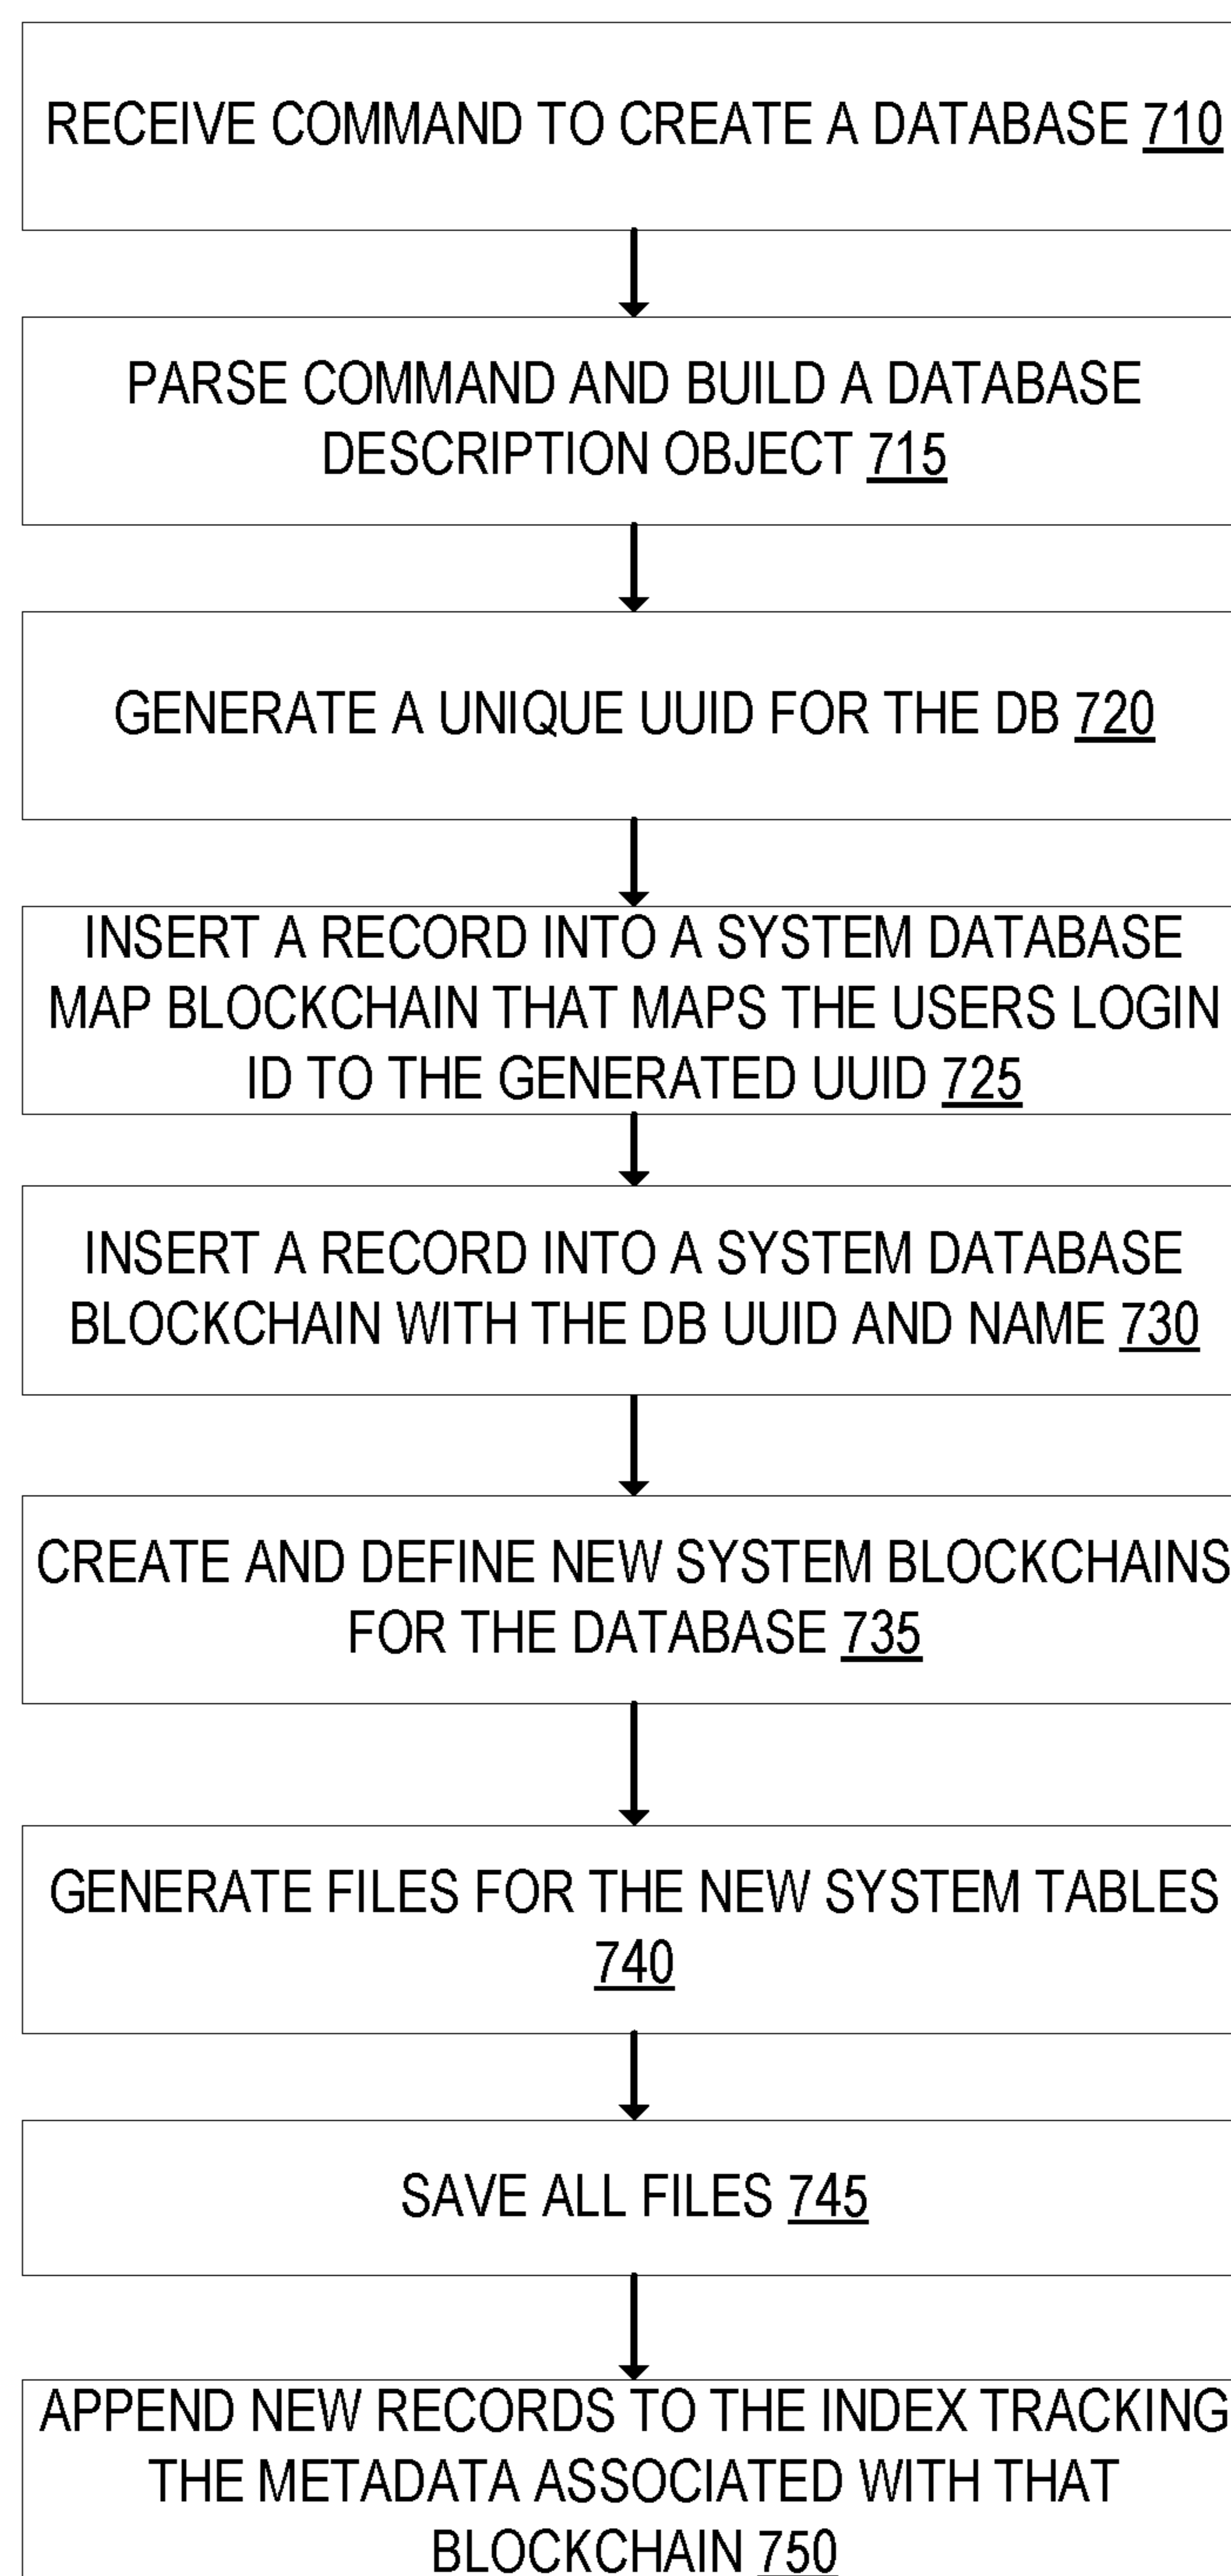 RECEIVE COMMAND TO CREATE A DATABASE 710
PARSE COMMAND AND BUILD A DATABASE
DESCRIPTION OBJECT 715
GENERATE A UNIQUE UUID FOR THE DB 720
INSERT A RECORD INTO A SYSTEM DATABASE
MAP BLOCKCHAIN THAT MAPS THE USERS LOGIN
ID TO THE GENERATED UUID 725
INSERT A RECORD INTO A SYSTEM DATABASE
BLOCKCHAIN WITH THE DB UUID AND NAME 730
CREATE AND DEFINE NEW SYSTEM BLOCKCHAINS
FOR THE DATABASE 735
GENERATE FILES FOR THE NEW SYSTEM TABLES
740
SAVE ALL FILES 745
APPEND NEW RECORDS TO THE INDEX TRACKING
THE METADATA ASSOCIATED WITH THAT
BLOCKCHAIN 750